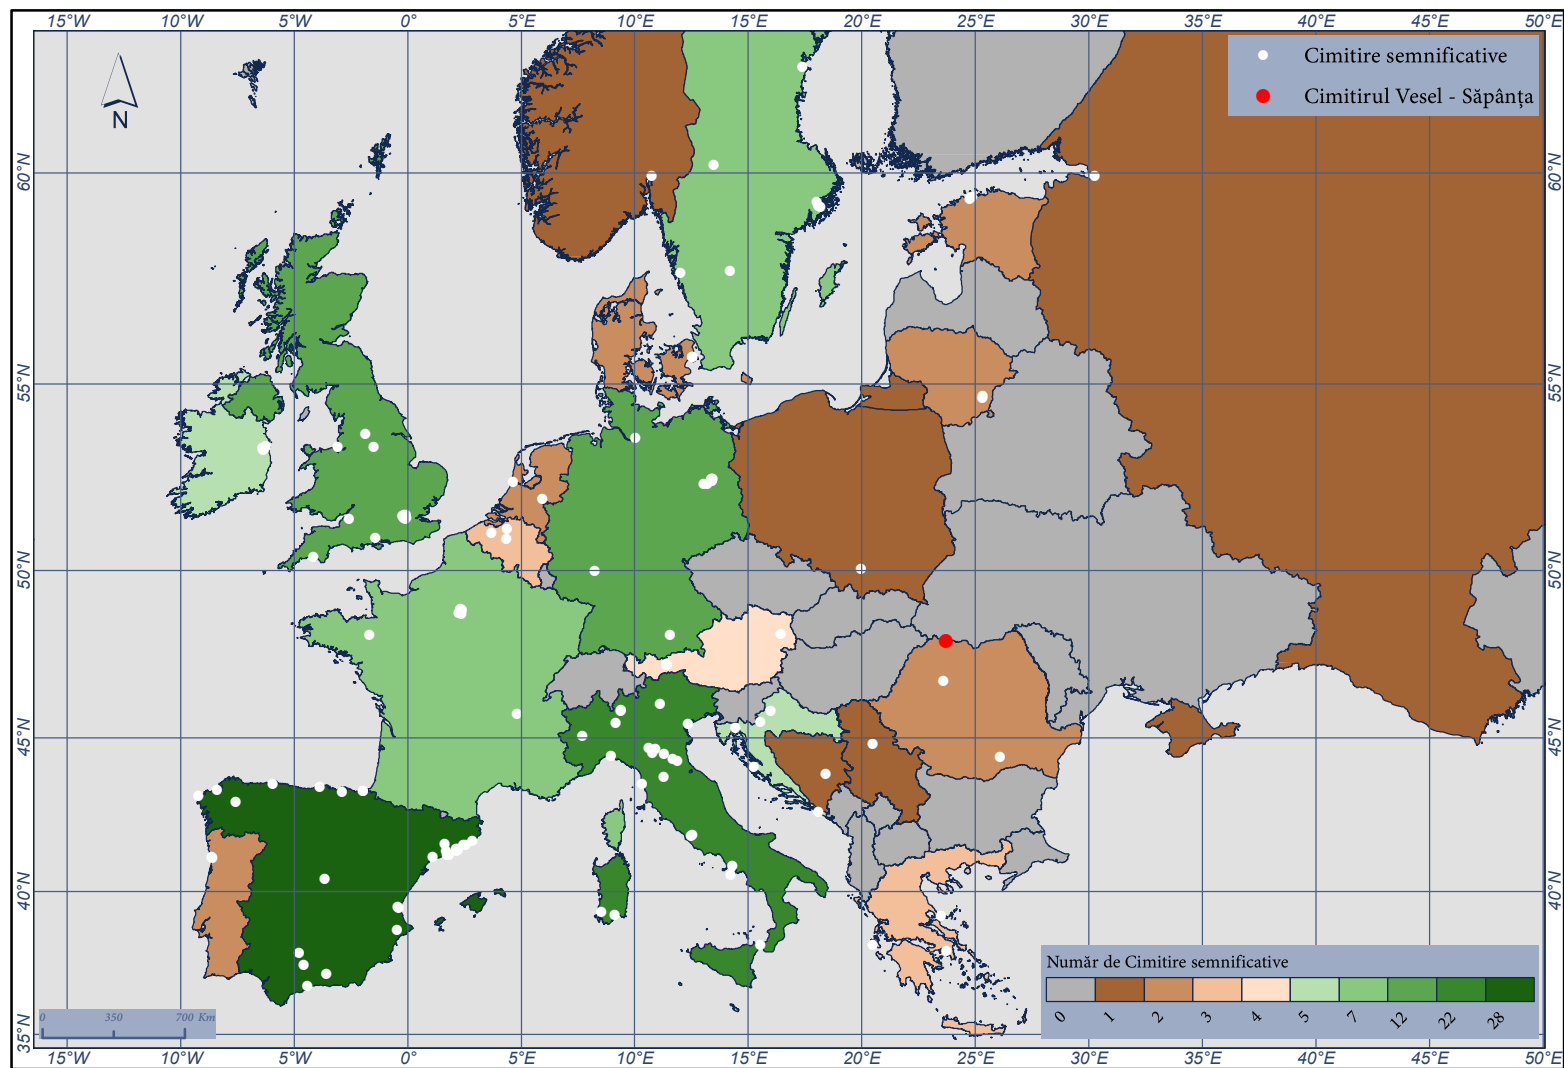 15°W 10°W 5°W 0° 5°E 10°E 15°E 20°E 25°E 30°E 35°E 40°E 45°E 50°E
Cimitire semnificative
Cimitirul Vesel - Săpânța
N
60°N 60°N
55°N 55°N
50°N 50°N
45°N 45°N
40°N 40°N
35°N 35°N
Număr de Cimitire semnificative
0 1 2 3 4 5 7 12 22 28
0 350 700 Km
15°W 10°W 5°W 0° 5°E 10°E 15°E 20°E 25°E 30°E 35°E 40°E 45°E 50°E